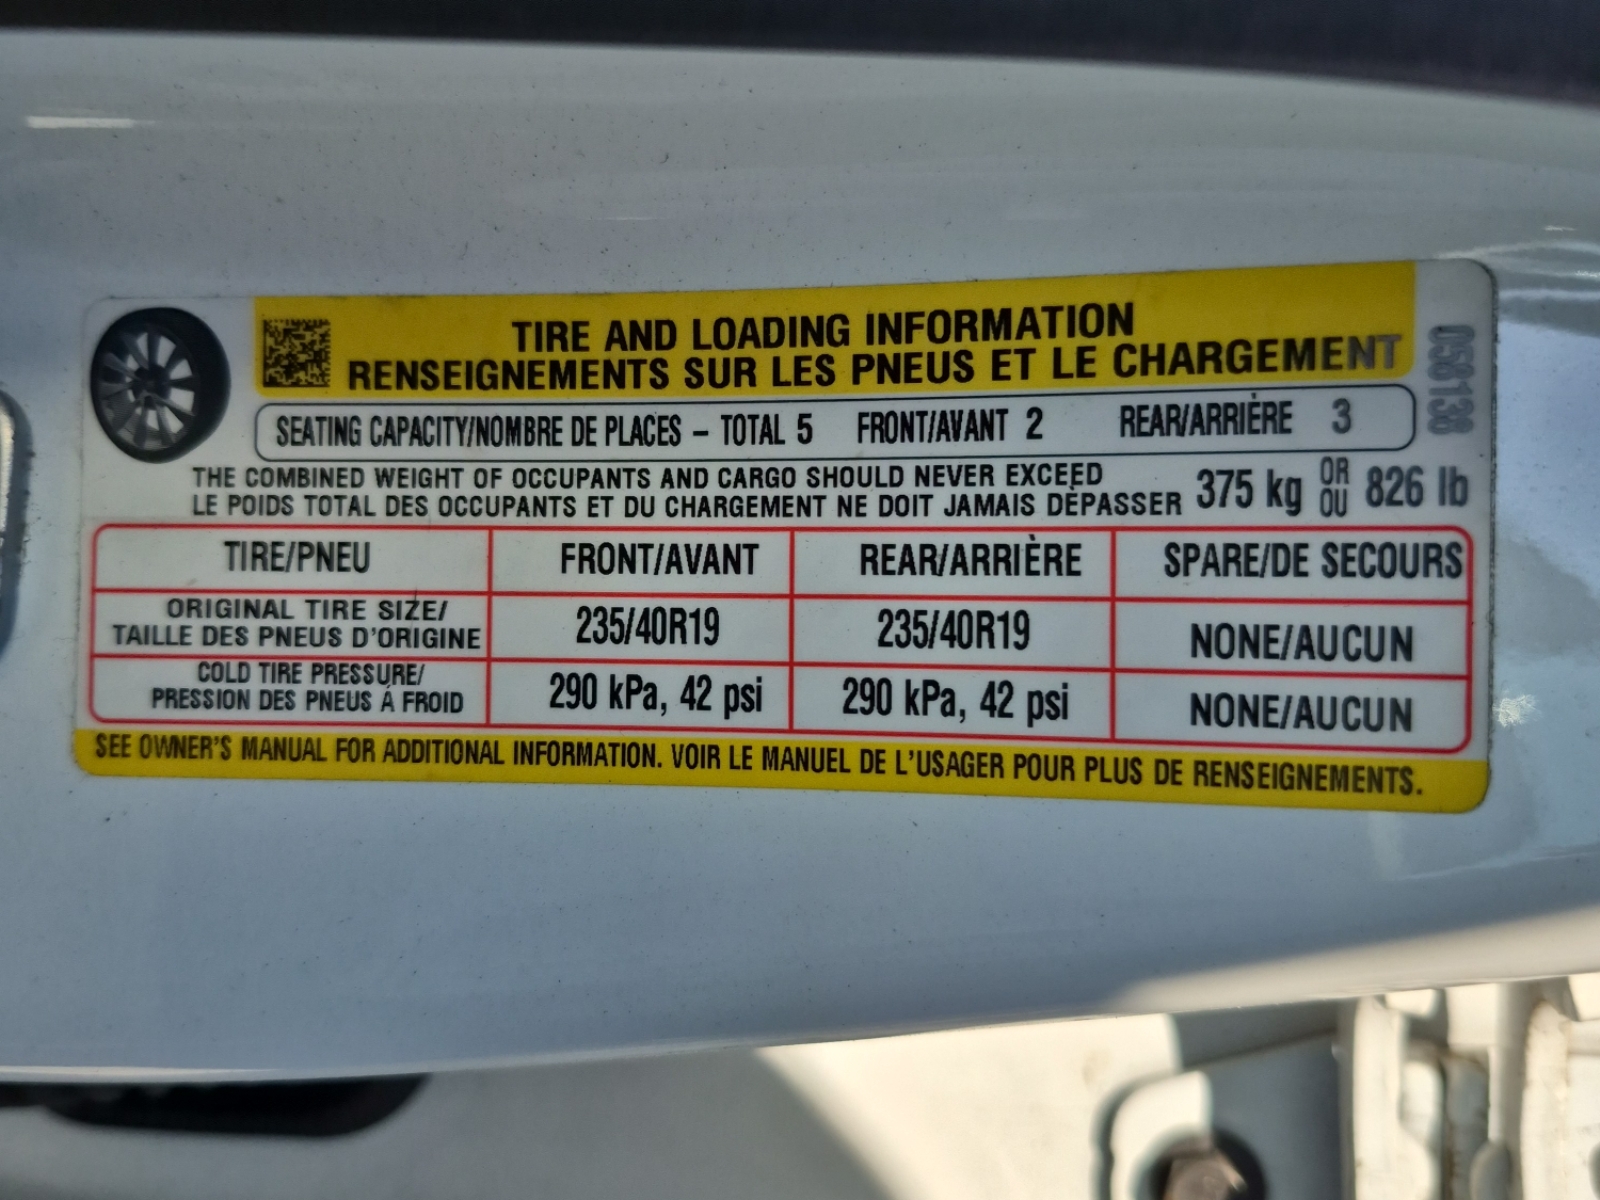 TIRE AND LOADING INFORMATION
RENSEIGNEMENTS SUR LES PNEUS ET LE CHARGEMENT
058138
SEATING CAPACITY/NOMBRE DE PLACES – TOTAL 5 FRONT/AVANT 2 REAR/ARRIÈRE 3
THE COMBINED WEIGHT OF OCCUPANTS AND CARGO SHOULD NEVER EXCEED
LE POIDS TOTAL DES OCCUPANTS ET DU CHARGEMENT NE DOIT JAMAIS DÉPASSER
375 kg OR OU 826 lb
TIRE/PNEU FRONT/AVANT REAR/ARRIÈRE SPARE/DE SECOURS
ORIGINAL TIRE SIZE/
TAILLE DES PNEUS D'ORIGINE
235/40R19 235/40R19 NONE/AUCUN
COLD TIRE PRESSURE/
PRESSION DES PNEUS À FROID
290 kPa, 42 psi 290 kPa, 42 psi NONE/AUCUN
SEE OWNER'S MANUAL FOR ADDITIONAL INFORMATION. VOIR LE MANUEL DE L'USAGER POUR PLUS DE RENSEIGNEMENTS.